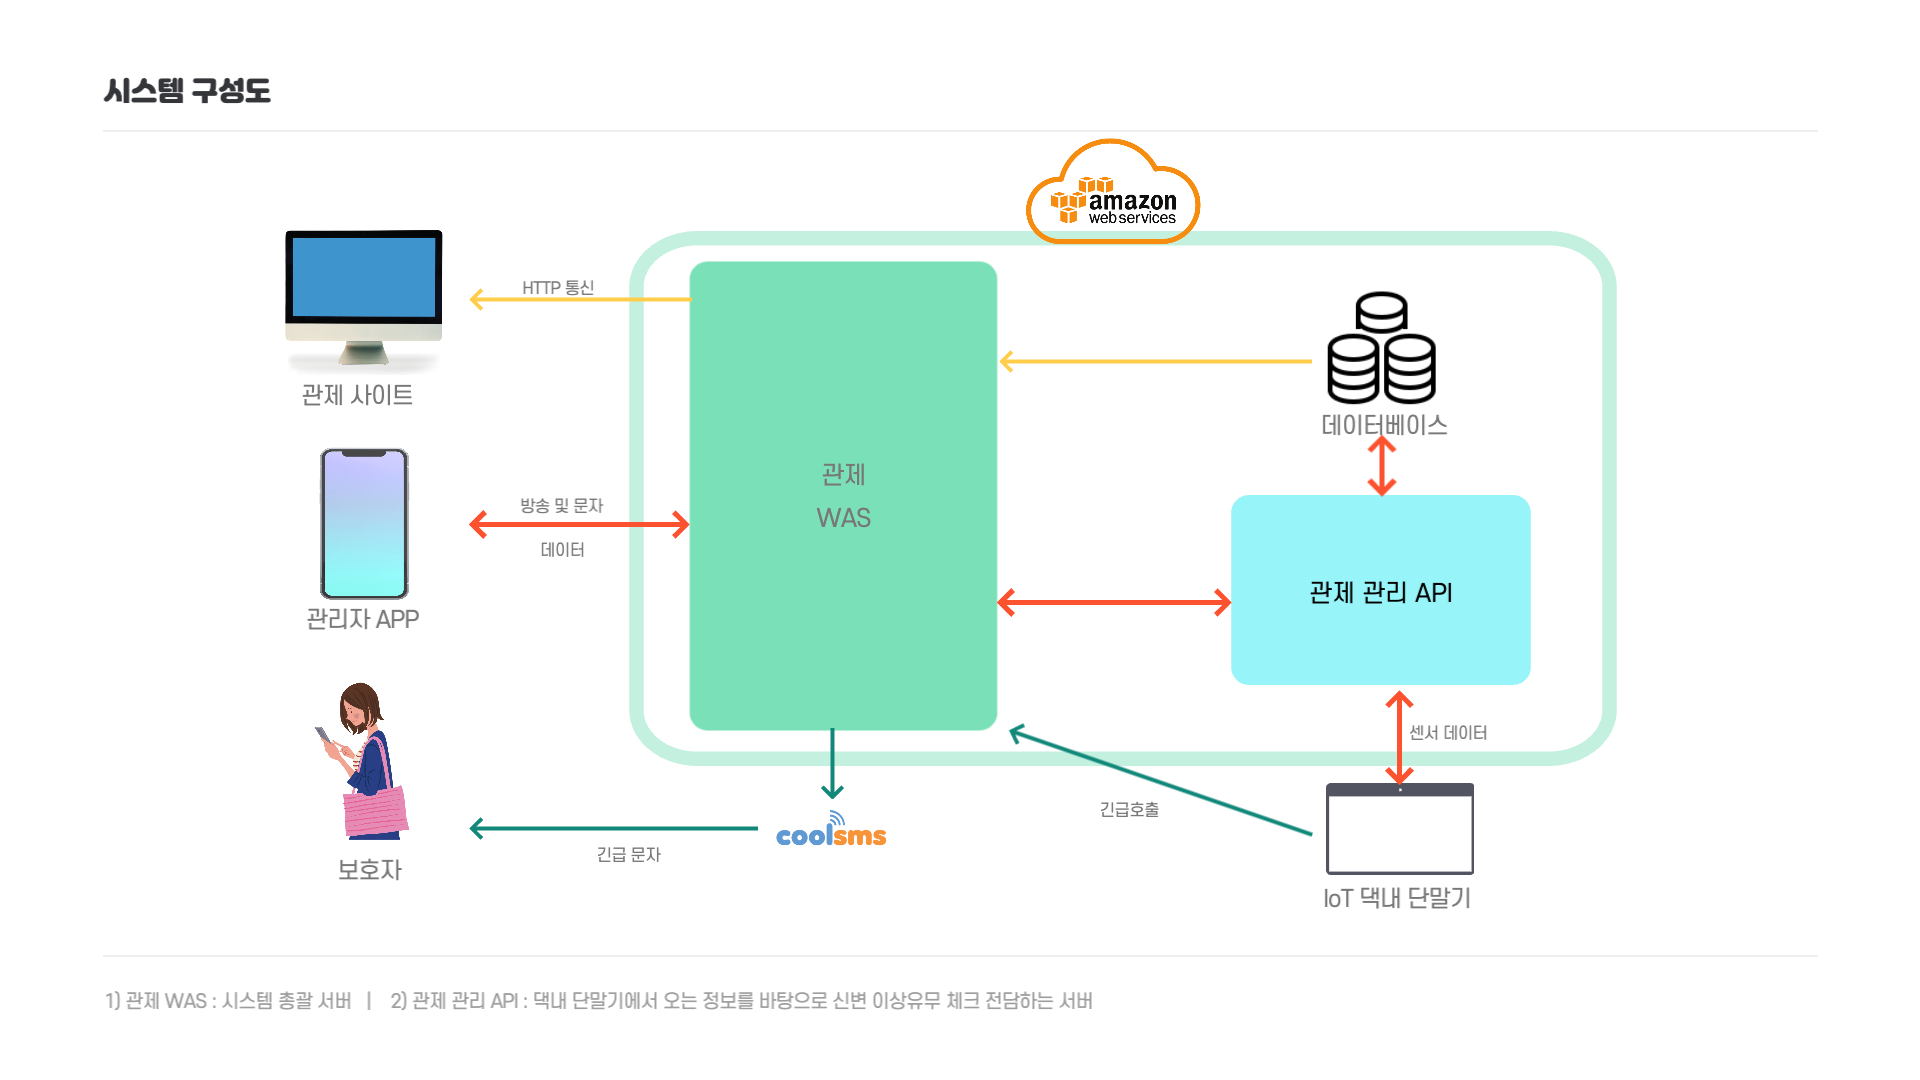 시스템 구성도
amazon
web services
HTTP 통신
관제 사이트
데이터베이스
관제
WAS
방송 및 문자
데이터
관제 관리 API
관리자 APP
센서 데이터
긴급호출
coolsms
긴급 문자
보호자
IoT 댁내 단말기
1) 관제 WAS : 시스템 총괄 서버 | 2) 관제 관리 API : 댁내 단말기에서 오는 정보를 바탕으로 신변 이상유무 체크 전담하는 서버